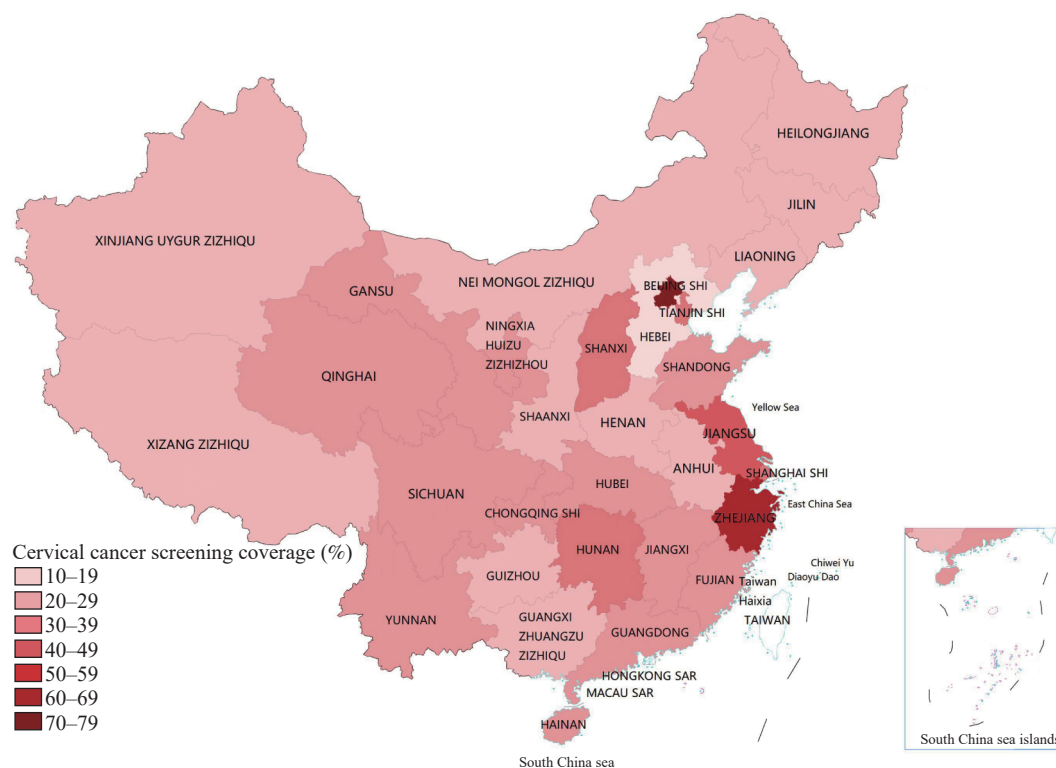 HEILONGJIANG
JILIN
LIAONING
XINJIANG UYGUR ZIZHIQU
NEI MONGOL ZIZHIQU
GANSU
BEIJING SHI
TIANJIN SHI
HEBEI
NINGXIA
HUIZU
ZIZHIZHOU
SHANXI
SHANDONG
QINGHAI
Yellow Sea
SHAANXI
HENAN
JIANGSU
XIZANG ZIZHIQU
ANHUI
SHANGHAI SHI
HUBEI
SICHUAN
East China Sea
CHONGQING SHI
ZHEJIANG
HUNAN
JIANGXI
Cervical cancer screening coverage (%)
10–19
20–29
30–39
40–49
50–59
60–69
70–79
GUIZHOU
FUJIAN
Taiwan
Haixia
Diaoyu Dao
Chiwei Yu
TAIWAN
YUNNAN
GUANGXI
ZHUANGZU
ZIZHIQU
GUANGDONG
HONGKONG SAR
MACAU SAR
HAINAN
South China sea
South China sea islands